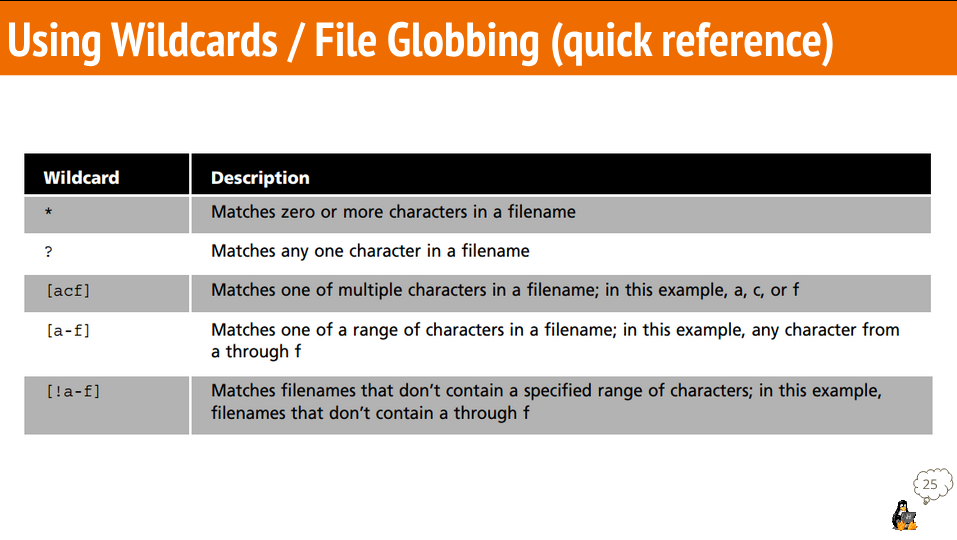 Using Wildcards / File Globbing (quick reference)
Wildcard Description
* Matches zero or more characters in a filename
? Matches any one character in a filename
[acf] Matches one of multiple characters in a filename; in this example, a, c, or f
[a-f] Matches one of a range of characters in a filename; in this example, any character from
a through f
[!a-f] Matches filenames that don’t contain a specified range of characters; in this example,
filenames that don’t contain a through f
25